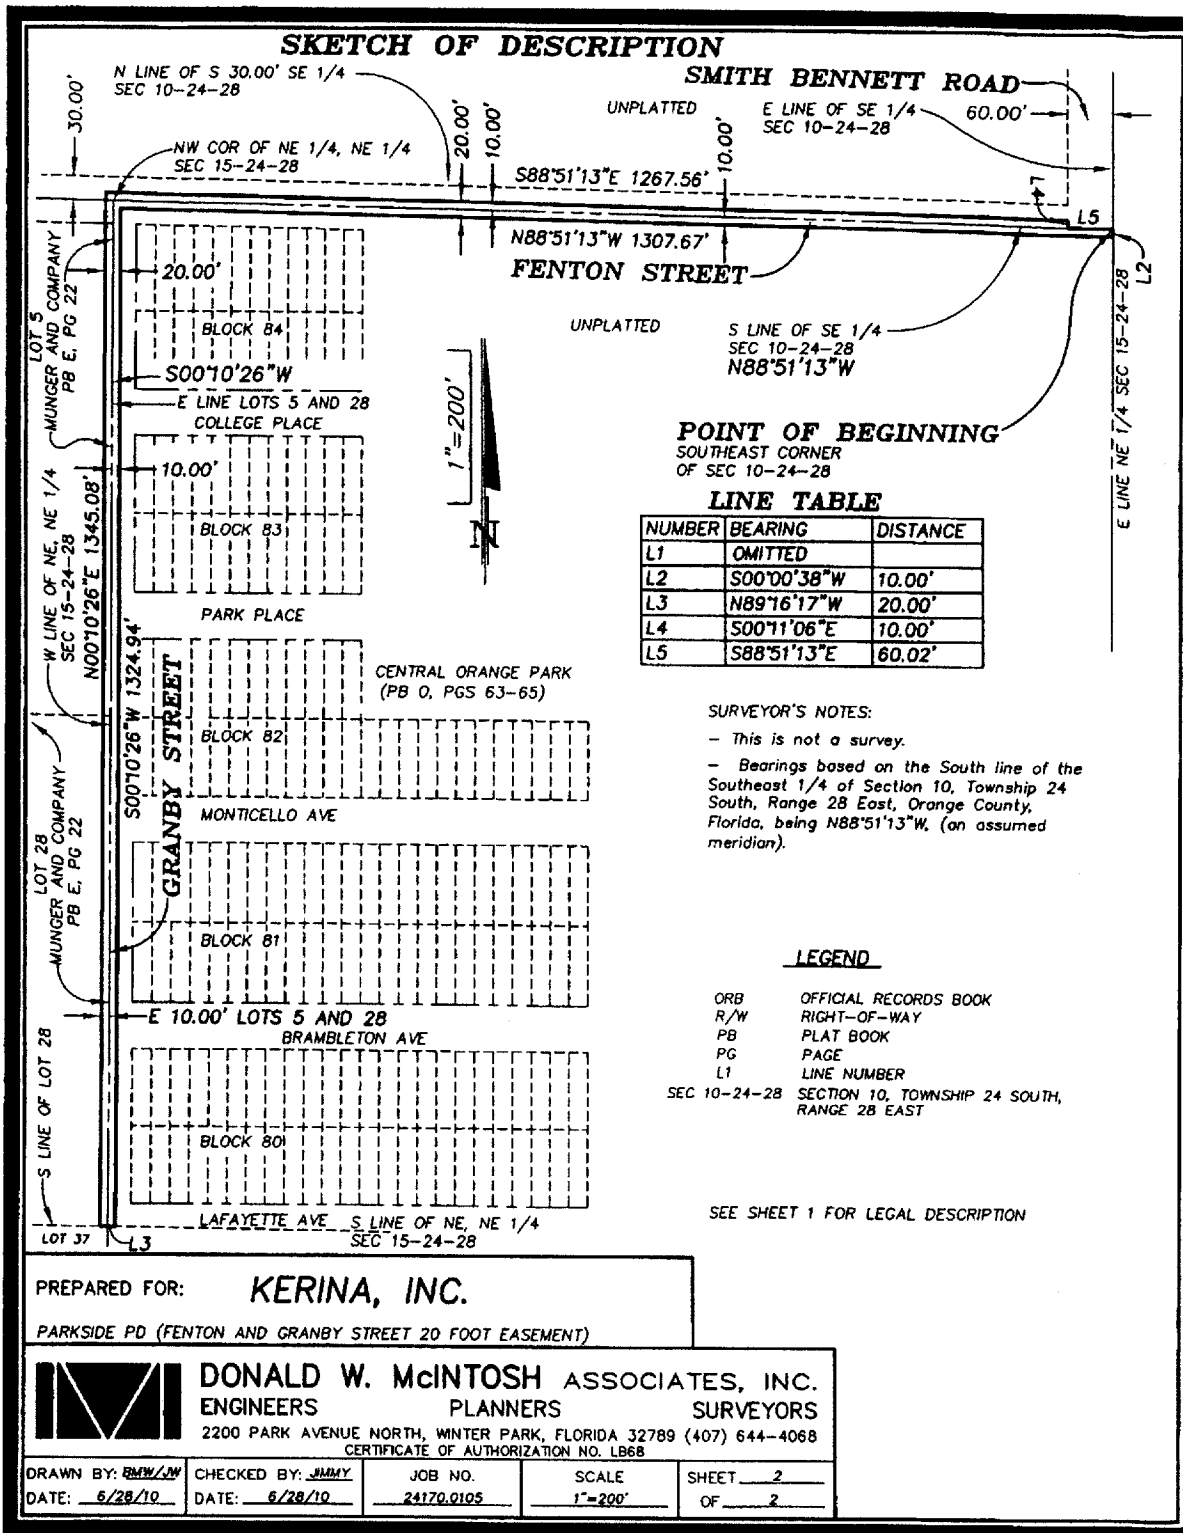 SKETCH OF DESCRIPTION
N LINE OF S 30.00' SE 1/4
SEC 10-24-28
SMITH BENNETT ROAD
UNPLATTED
E LINE OF SE 1/4
SEC 10-24-28
60.00'
30.00'
20.00'
10.00'
10.00'
NW COR OF NE 1/4, NE 1/4
SEC 15-24-28
S88°51'13"E 1267.56'
L4
L5
N88°51'13"W 1307.67'
FENTON STREET
L2
20.00'
LOT 5
MUNGER AND COMPANY
PB E, PG 22
BLOCK 84
UNPLATTED
S LINE OF SE 1/4
SEC 10-24-28
N88°51'13"W
E LINE NE 1/4 SEC 15-24-28
S00°10'26"W
E LINE LOTS 5 AND 28
COLLEGE PLACE
1"=200'
N
POINT OF BEGINNING
SOUTHEAST CORNER
OF SEC 10-24-28
10.00'
W LINE OF NE, NE 1/4
SEC 15-24-28
N00°10'26"E 1345.08'
BLOCK 83
PARK PLACE
LINE TABLE
NUMBER BEARING DISTANCE
L1 OMITTED
L2 S00°00'38"W 10.00'
L3 N89°16'17"W 20.00'
L4 S00°11'06"E 10.00'
L5 S88°51'13"E 60.02'
S00°10'26"W 1324.94'
GRANBY STREET
CENTRAL ORANGE PARK
(PB O, PGS 63-65)
BLOCK 82
MONTICELLO AVE
SURVEYOR'S NOTES:
- This is not a survey.
- Bearings based on the South line of the
Southeast 1/4 of Section 10, Township 24
South, Range 28 East, Orange County,
Florida, being N88°51'13"W, (an assumed
meridian).
LOT 28
MUNGER AND COMPANY
PB E, PG 22
BLOCK 81
E 10.00' LOTS 5 AND 28
BRAMBLETON AVE
S LINE OF LOT 28
BLOCK 80
LAFAYETTE AVE
S LINE OF NE, NE 1/4
SEC 15-24-28
LOT 37
L3
LEGEND
ORB OFFICIAL RECORDS BOOK
R/W RIGHT-OF-WAY
PB PLAT BOOK
PG PAGE
L1 LINE NUMBER
SEC 10-24-28 SECTION 10, TOWNSHIP 24 SOUTH,
RANGE 28 EAST
SEE SHEET 1 FOR LEGAL DESCRIPTION
PREPARED FOR: KERINA, INC.
PARKSIDE PD (FENTON AND GRANBY STREET 20 FOOT EASEMENT)
DONALD W. McINTOSH ASSOCIATES, INC.
ENGINEERS PLANNERS SURVEYORS
2200 PARK AVENUE NORTH, WINTER PARK, FLORIDA 32789 (407) 644-4068
CERTIFICATE OF AUTHORIZATION NO. LB68
DRAWN BY: BMW/JW
DATE: 6/28/10
CHECKED BY: JMMY
DATE: 6/28/10
JOB NO.
24170.0105
SCALE
1"=200'
SHEET 2
OF 2